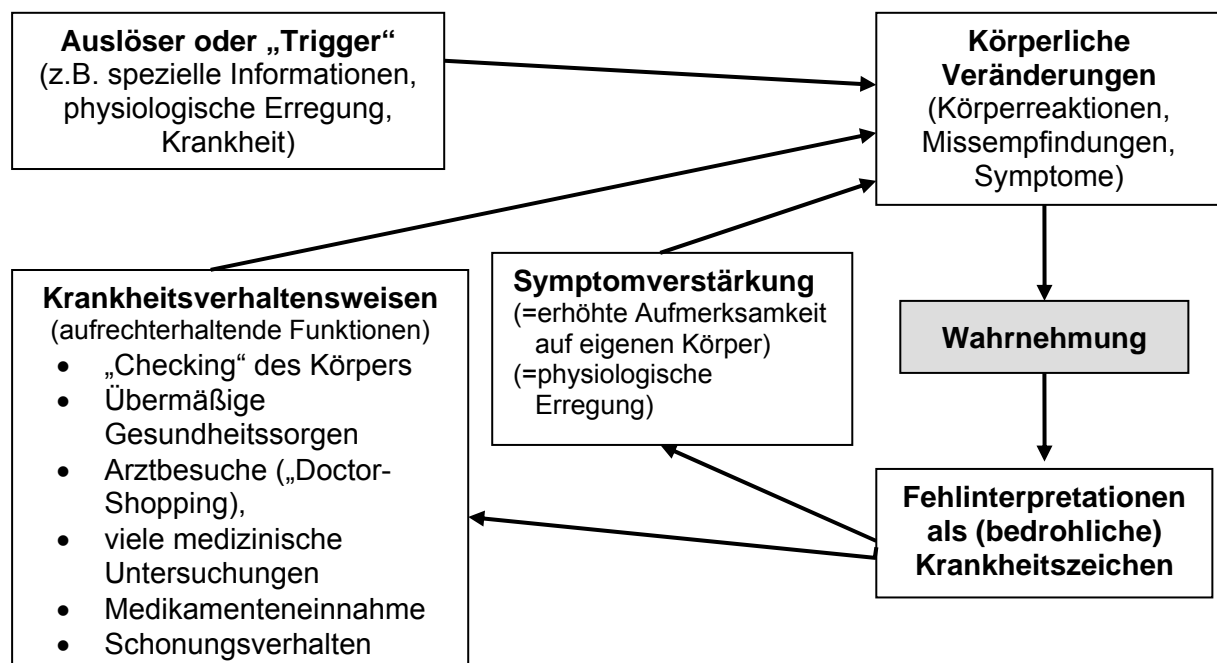 Auslöser oder „Trigger“
(z.B. spezielle Informationen,
physiologische Erregung,
Krankheit)
Körperliche
Veränderungen
(Körperreaktionen,
Missempfindungen,
Symptome)
Krankheitsverhaltensweisen
(aufrechterhaltende Funktionen)
• „Checking“ des Körpers
• Übermäßige
Gesundheitssorgen
• Arztbesuche („Doctor-
Shopping),
• viele medizinische
Untersuchungen
• Medikamenteneinnahme
• Schonungsverhalten
Symptomverstärkung
(=erhöhte Aufmerksamkeit
auf eigenen Körper)
(=physiologische
Erregung)
Wahrnehmung
Fehlinterpretationen
als (bedrohliche)
Krankheitszeichen